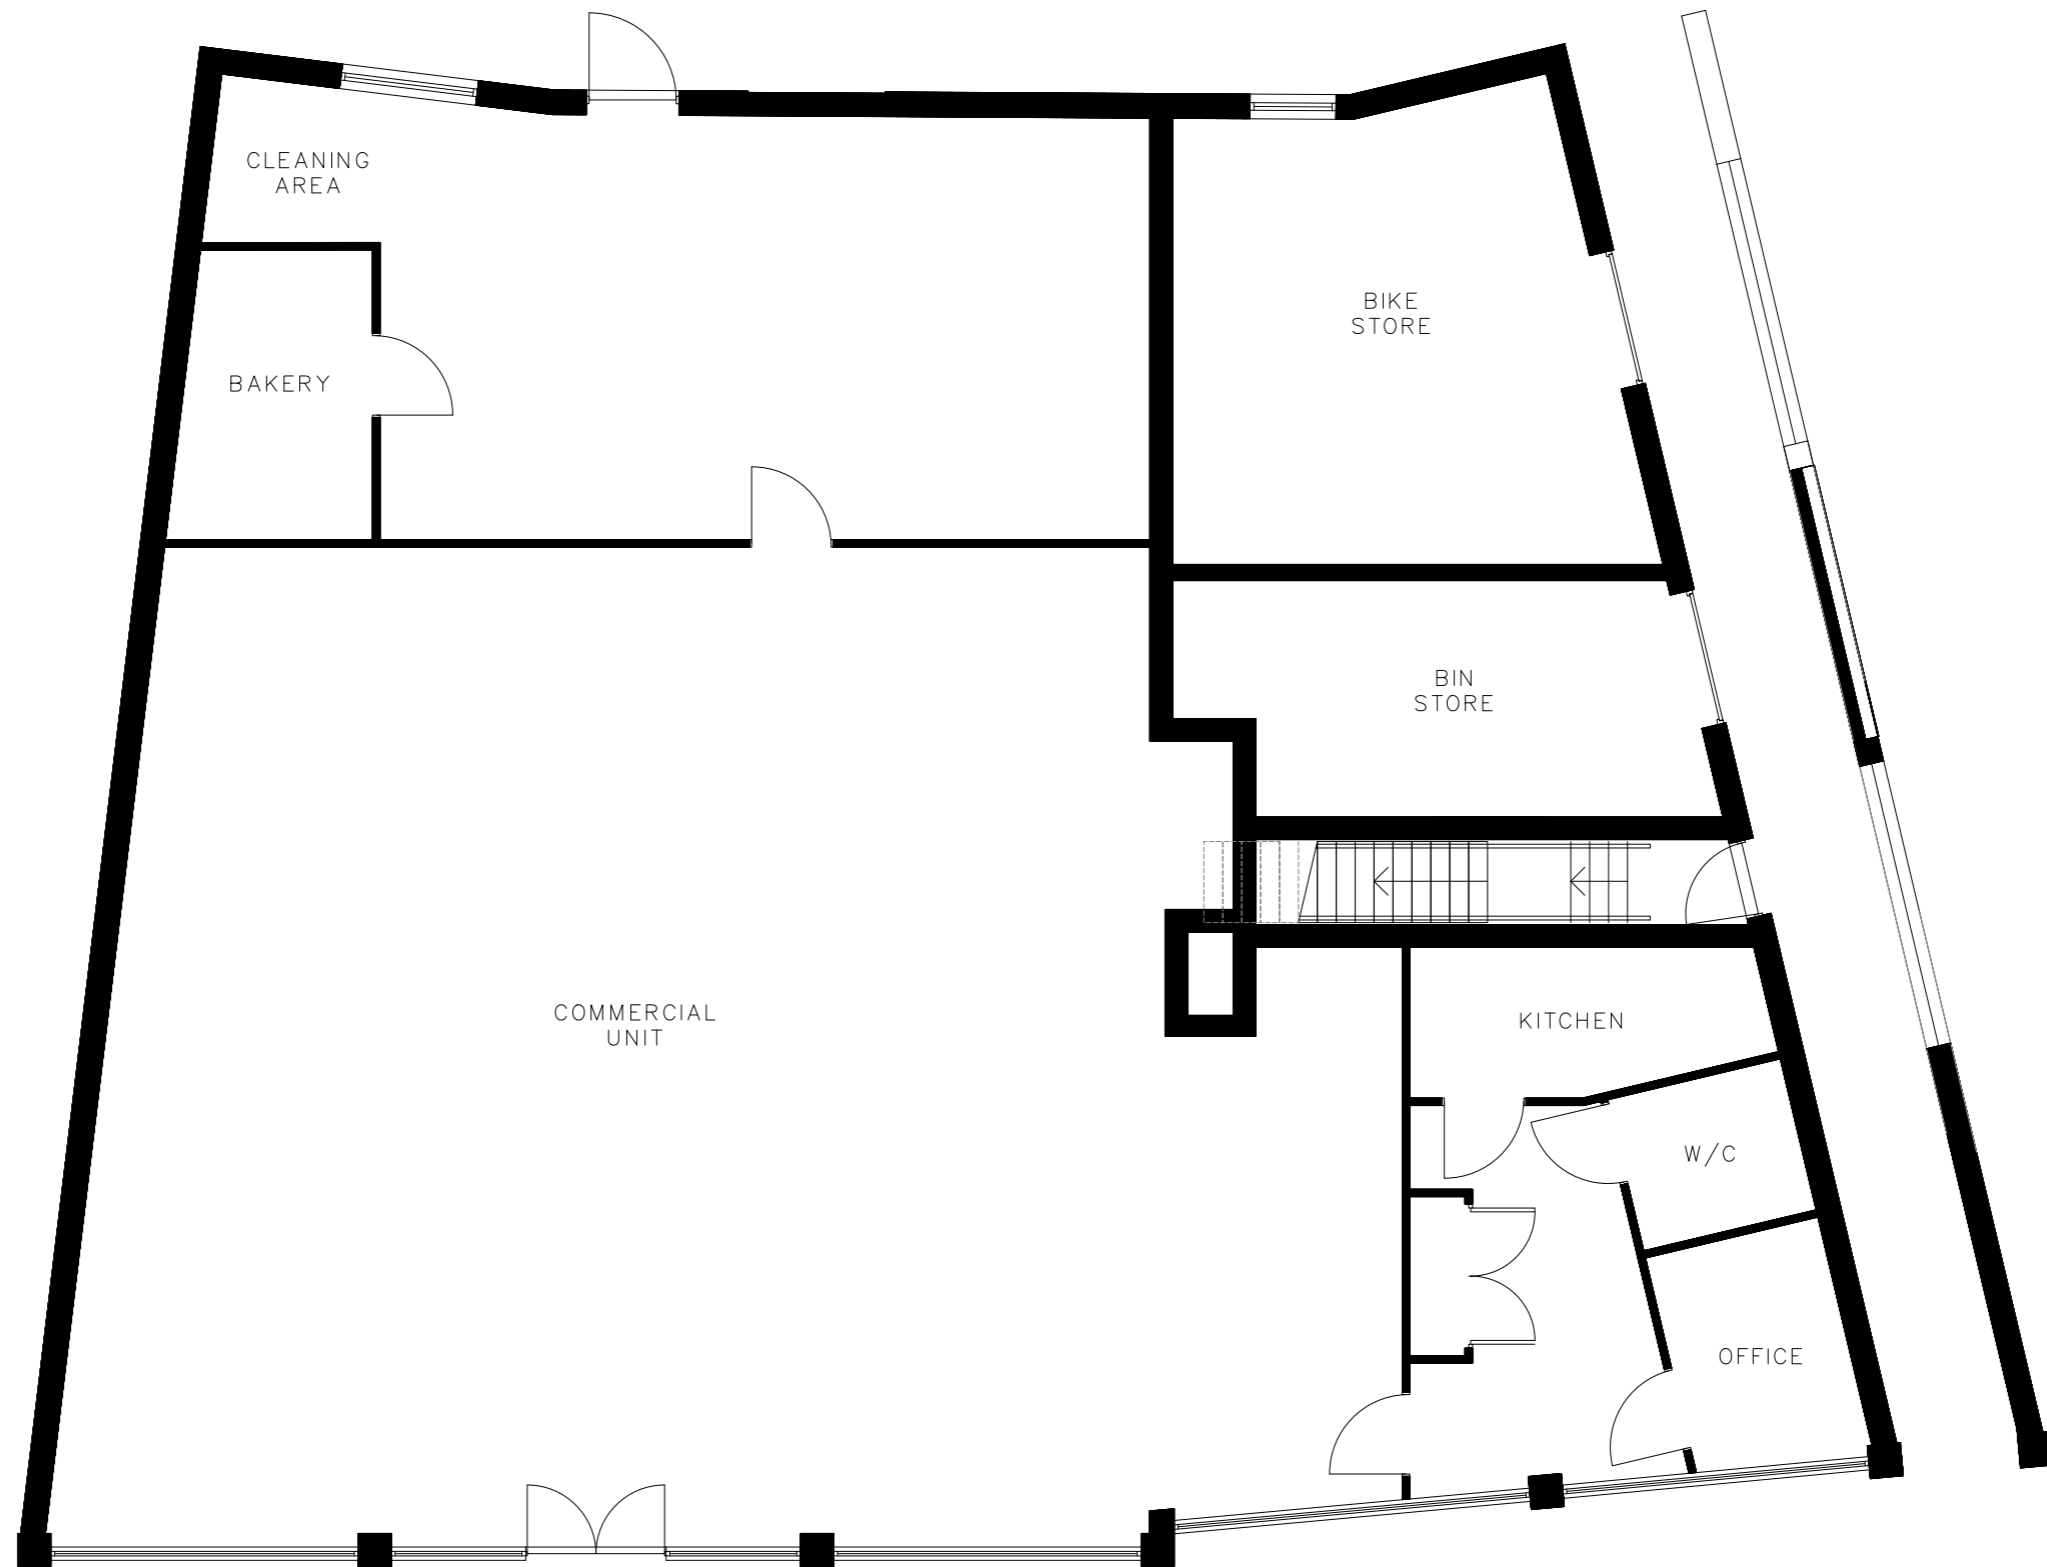 CLEANING
AREA
BIKE
STORE
BAKERY
BIN
STORE
COMMERCIAL
UNIT
KITCHEN
W/C
OFFICE